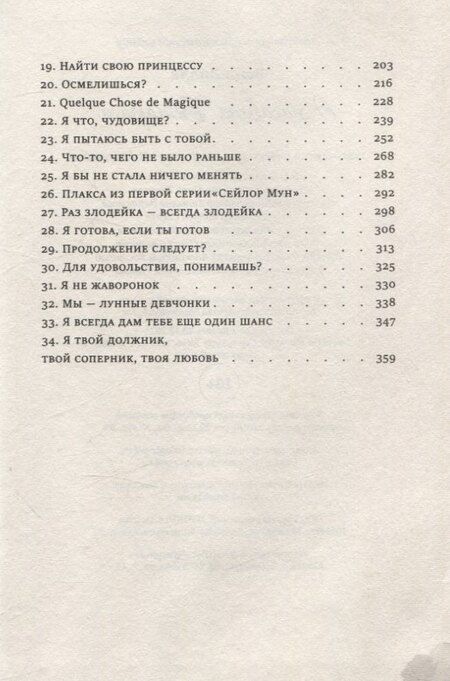 19. Найти свою принцессу . . . . . . . . . . . . 203
20. Осмелишься? . . . . . . . . . . . . . . . . 216
21. Quelque Chose de Magique . . . . . . . . . . . 228
22. Я что, чудовище? . . . . . . . . . . . . . . 239
23. Я пытаюсь быть с тобой. . . . . . . . . . . . 252
24. Что-то, чего не было раньше . . . . . . . . . 268
25. Я бы не стала ничего менять . . . . . . . . . 282
26. Плакса из первой серии«Сейлор Мун» . . . . . . 292
27. Раз злодейка — всегда злодейка . . . . . . . . 298
28. Я готова, если ты готов . . . . . . . . . . . 306
29. Продолжение следует? . . . . . . . . . . . . 313
30. Для удовольствия, понимаешь? . . . . . . . . . 325
31. Я не жаворонок . . . . . . . . . . . . . . . 330
32. Мы — лунные девчонки . . . . . . . . . . . . 338
33. Я всегда дам тебе еще один шанс . . . . . . . 347
34. Я твой должник,
твой соперник, твоя любовь . . . . . . . . . . . 359